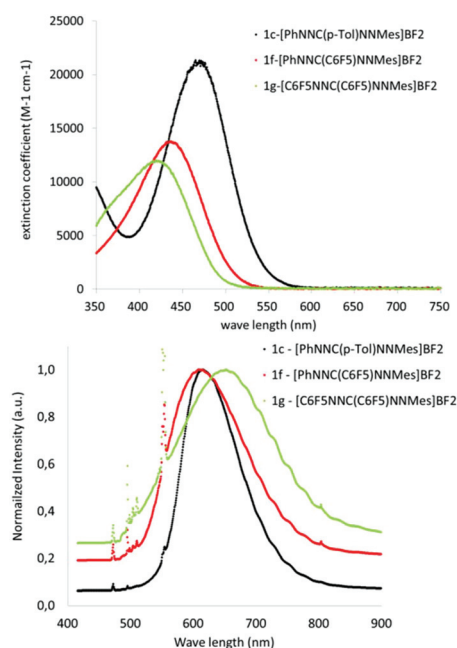 1c-[PhNNC(p-Tol)NNMes]BF2
1f-[PhNNC(C6F5)NNMes]BF2
1g-[C6F5NNC(C6F5)NNMes]BF2
extinction coefficient (M-1 cm-1)
25000
20000
15000
10000
5000
0
350 400 450 500 550 600 650 700 750
wave length (nm)
1c - [PhNNC(p-Tol)NNMes]BF2
1f - [PhNNC(C6F5)NNMes]BF2
1g - [C6F5NNC(C6F5)NNMes]BF2
Normailzed Intensity (a.u.)
1,0
0,8
0,6
0,4
0,2
0,0
400 500 600 700 800 900
Wave length (nm)